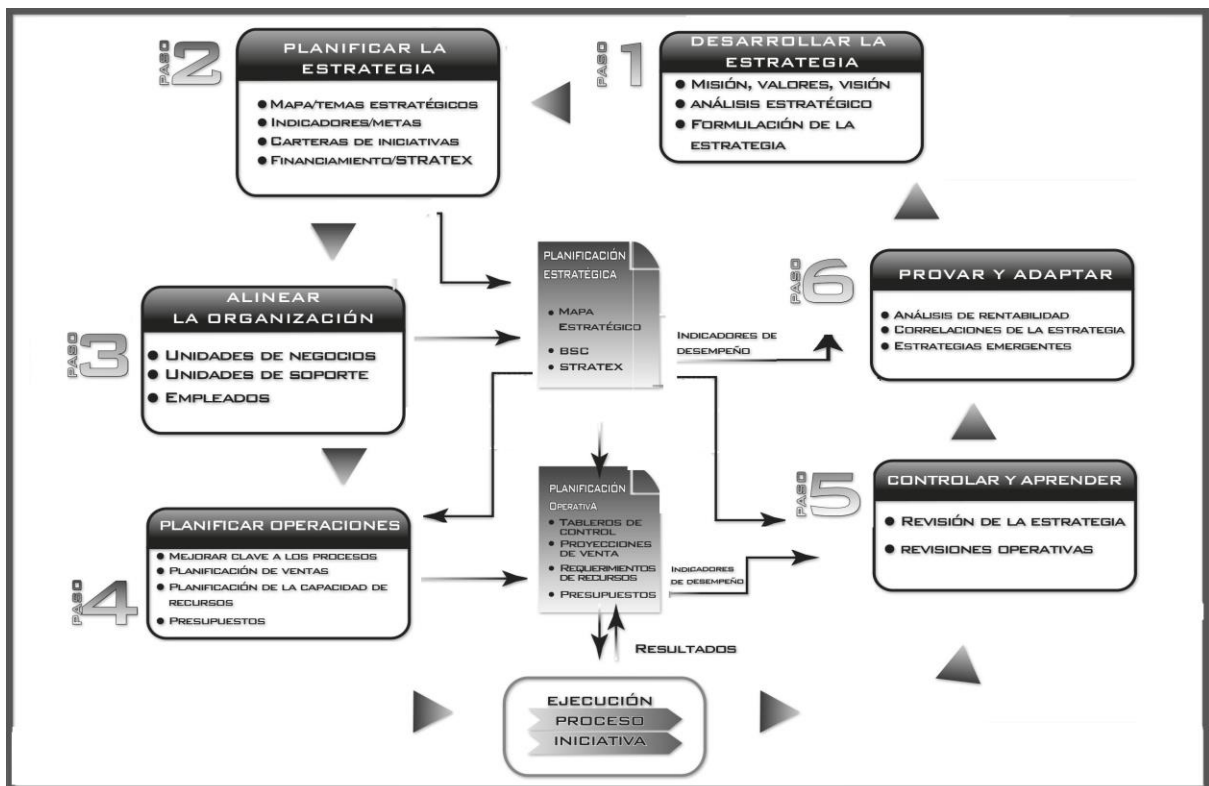 PASO 1
DESARROLLAR LA
ESTRATEGIA
● MISIÓN, VALORES, VISIÓN
● ANÁLISIS ESTRATÉGICO
● FORMULACIÓN DE LA
ESTRATEGIA
PASO 2
PLANIFICAR LA
ESTRATEGIA
● MAPA/TEMAS ESTRATÉGICOS
● INDICADORES/METAS
● CARTERAS DE INICIATIVAS
● FINANCIAMIENTO/STRATEX
PASO 3
ALINEAR
LA ORGANIZACIÓN
● UNIDADES DE NEGOCIOS
● UNIDADES DE SOPORTE
● EMPLEADOS
PASO 4
PLANIFICAR OPERACIONES
● MEJORAR CLAVE A LOS PROCESOS
● PLANIFICACIÓN DE VENTAS
● PLANIFICACIÓN DE LA CAPACIDAD DE
RECURSOS
● PRESUPUESTOS
PLANIFICACIÓN
ESTRATÉGICA
● MAPA
ESTRATÉGICO
● BSC
● STRATEX
INDICADORES DE
DESEMPEÑO
PLANIFICACIÓN
OPERATIVA
● TABLEROS DE
CONTROL
● PROYECCIONES
DE VENTA
● REQUERIMIENTOS
DE RECURSOS
● PRESUPUESTOS
INDICADORES
DE DESEMPEÑO
RESULTADOS
EJECUCIÓN
PROCESO
INICIATIVA
PASO 5
CONTROLAR Y APRENDER
● REVISIÓN DE LA ESTRATEGIA
● REVISIONES OPERATIVAS
PASO 6
PROVAR Y ADAPTAR
● ANÁLISIS DE RENTABILIDAD
● CORRELACIONES DE LA ESTRATEGIA
● ESTRATEGIAS EMERGENTES